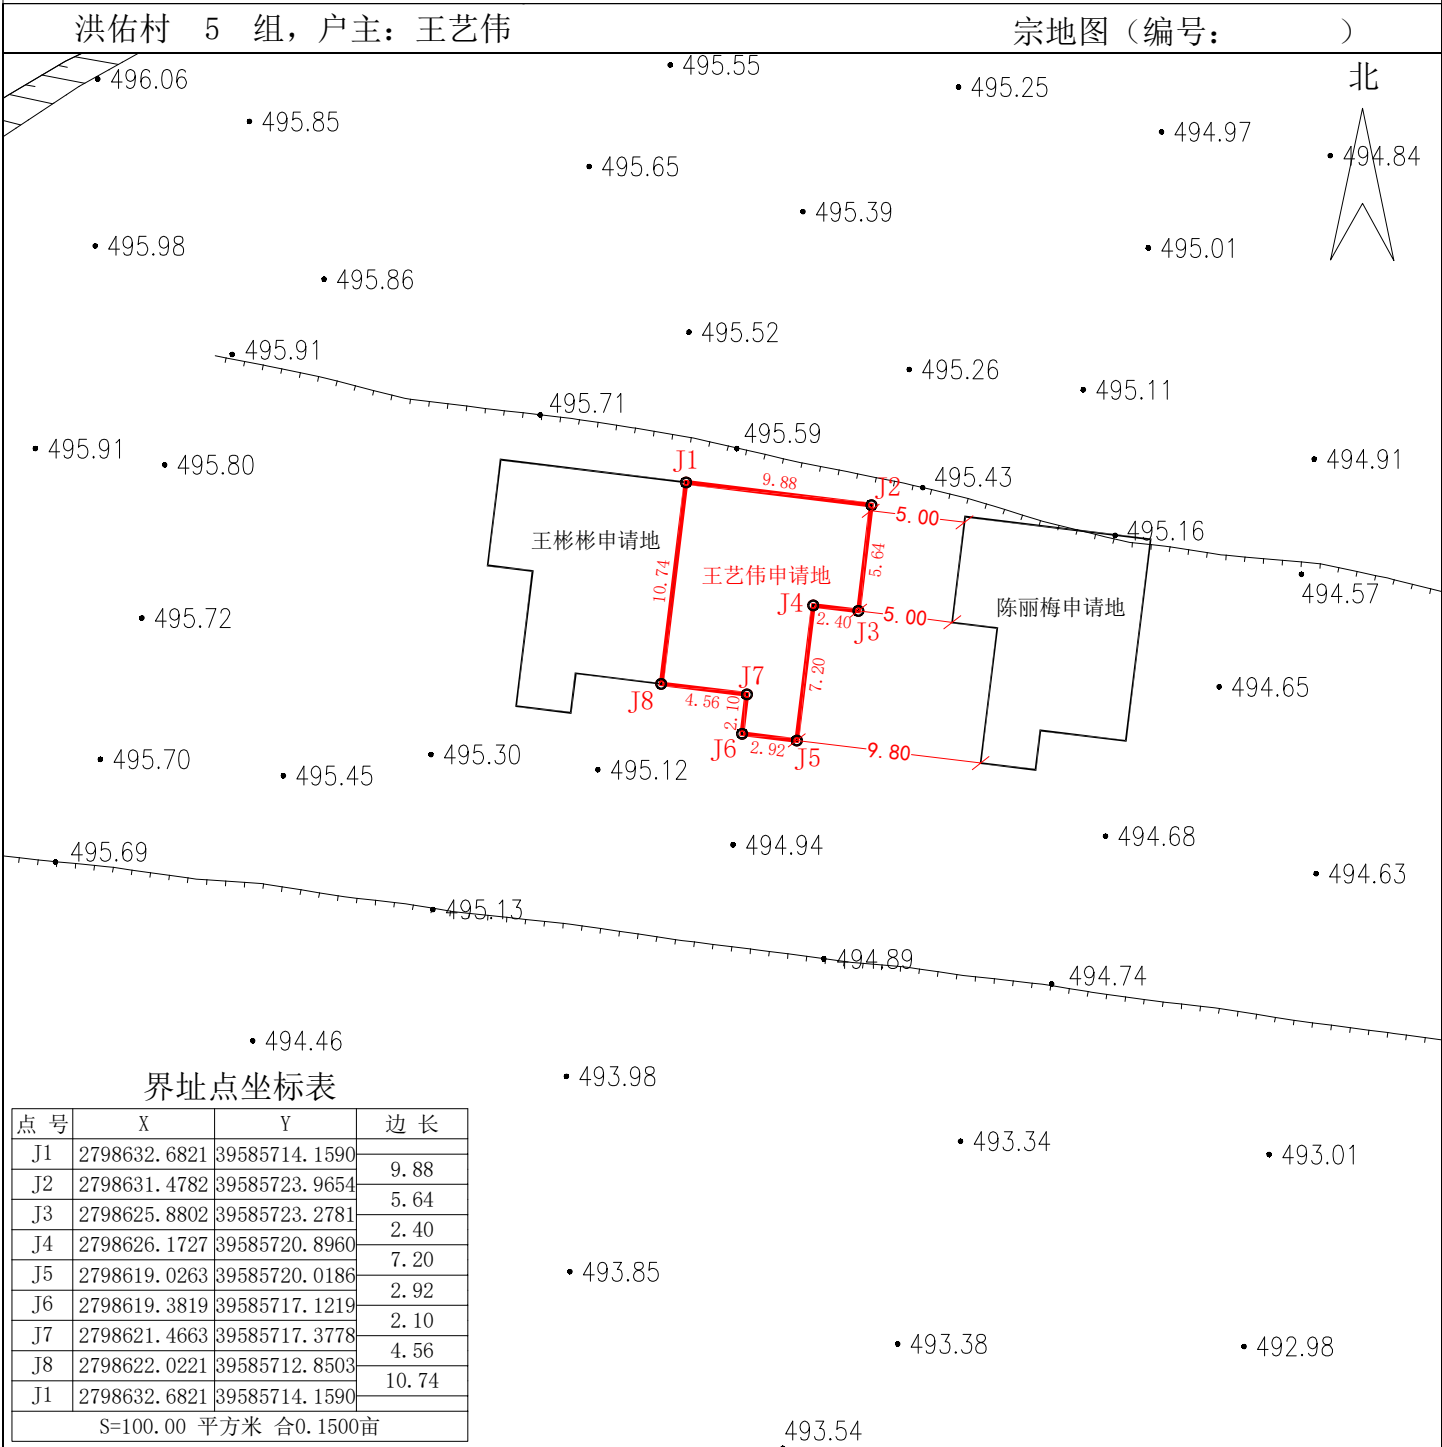 洪佑村 5 组，户主：王艺伟 宗地图（编号： ）
北
496.06
495.55
495.25
495.85
494.97
494.84
495.65
495.39
495.98
495.01
495.86
495.52
495.91
495.26
495.11
495.71
495.59
495.91
495.80
494.91
J1
9.88
J2
495.43
5.00
495.16
王彬彬申请地
10.74
王艺伟申请地
5.64
494.57
J4
2.40
J3
5.00
陈丽梅申请地
495.72
7.20
J8
4.56
J7
2.10
494.65
J6
2.92
J5
9.80
495.70
495.45
495.30
495.12
494.94
494.68
495.69
494.63
495.13
494.89
494.74
494.46
493.98
493.34
493.01
493.85
493.38
492.98
493.54
界址点坐标表
点 号 X Y 边 长
J1 2798632.6821 39585714.1590
9.88
J2 2798631.4782 39585723.9654
5.64
J3 2798625.8802 39585723.2781
2.40
J4 2798626.1727 39585720.8960
7.20
J5 2798619.0263 39585720.0186
2.92
J6 2798619.3819 39585717.1219
2.10
J7 2798621.4663 39585717.3778
4.56
J8 2798622.0221 39585712.8503
10.74
J1 2798632.6821 39585714.1590
S=100.00 平方米 合0.1500亩